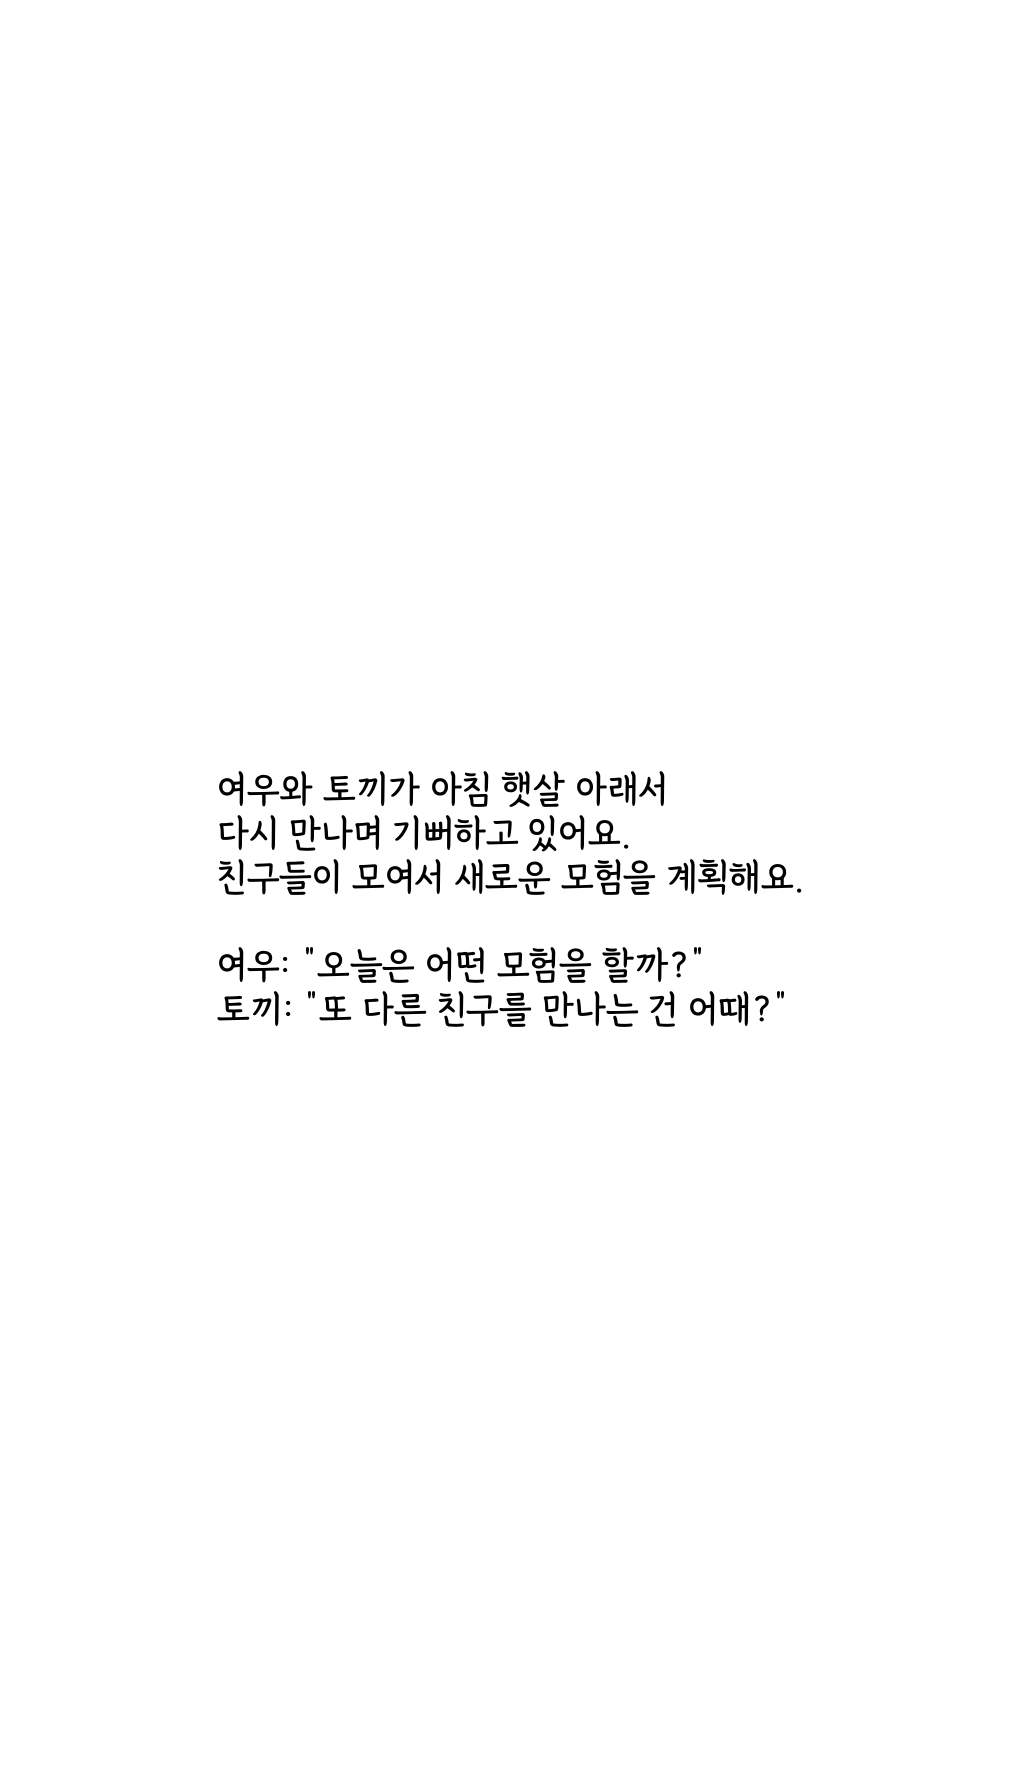 여우와 토끼가 아침 햇살 아래서
다시 만나며 기뻐하고 있어요.
친구들이 모여서 새로운 모험을 계획해요.
여우: "오늘은 어떤 모험을 할까?"
토끼: "또 다른 친구를 만나는 건 어때?"